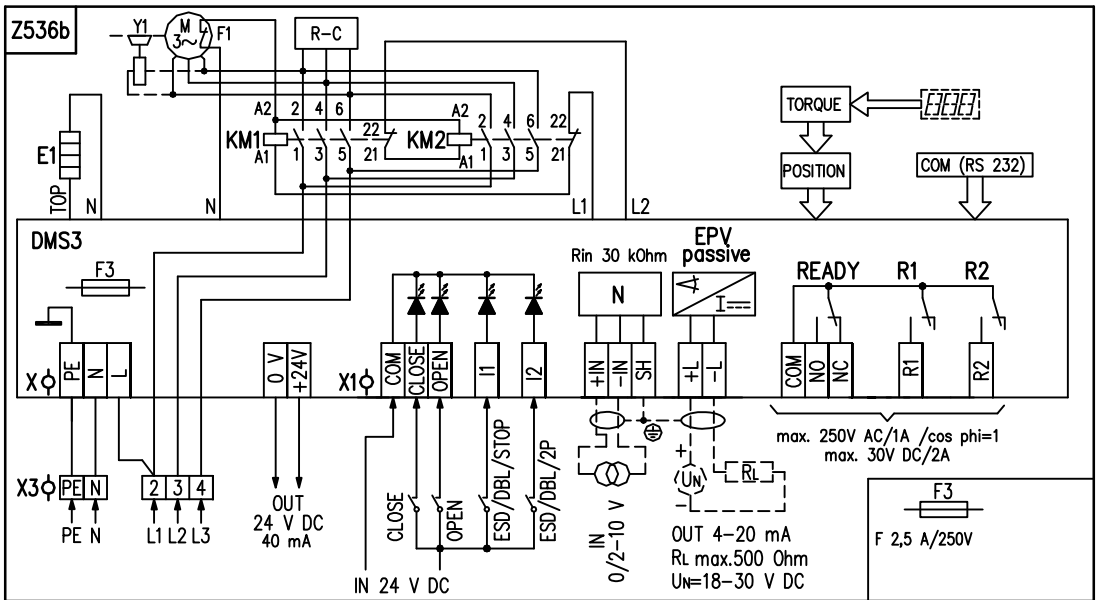 Z536b
Y1
M
3~
F1
R-C
A2
2
4
6
22
KM1
A1
1
3
5
21
A2
2
4
6
22
KM2
A1
1
3
5
21
TORQUE
POSITION
COM (RS 232)
E1
TOP
N
N
L1
L2
DMS3
F3
Rin 30 kOhm
EPV
passive
N
I
READY
R1
R2
X
PE
N
L
0 V
+24V
X1
COM
CLOSE
OPEN
I1
I2
+IN
-IN
SH
+L
-L
COM
NO
NC
R1
R2
max. 250V AC/1A /cos phi=1
max. 30V DC/2A
X3
PE
N
2
3
4
PE N
L1 L2 L3
OUT
24 V DC
40 mA
CLOSE
OPEN
ESD/DBL/STOP
ESD/DBL/2P
IN 24 V DC
IN
0/2-10 V
+
UN
-
RL
OUT 4-20 mA
RL max.500 Ohm
UN=18-30 V DC
F3
F 2,5 A/250V